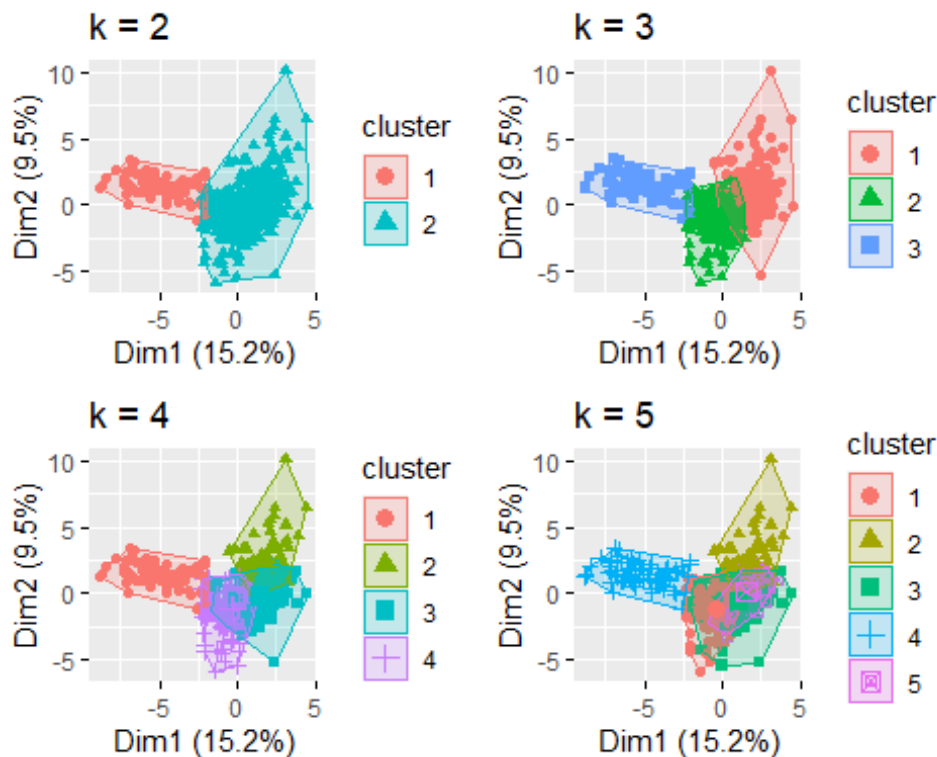 k = 2
10
5
0
-5
-5
0
5
Dim2 (9.5%)
Dim1 (15.2%)
cluster
1
2
k = 3
10
5
0
-5
-5
0
5
Dim2 (9.5%)
Dim1 (15.2%)
cluster
1
2
3
k = 4
10
5
0
-5
-5
0
5
Dim2 (9.5%)
Dim1 (15.2%)
cluster
1
2
3
4
k = 5
10
5
0
-5
-5
0
5
Dim2 (9.5%)
Dim1 (15.2%)
cluster
1
2
3
4
5